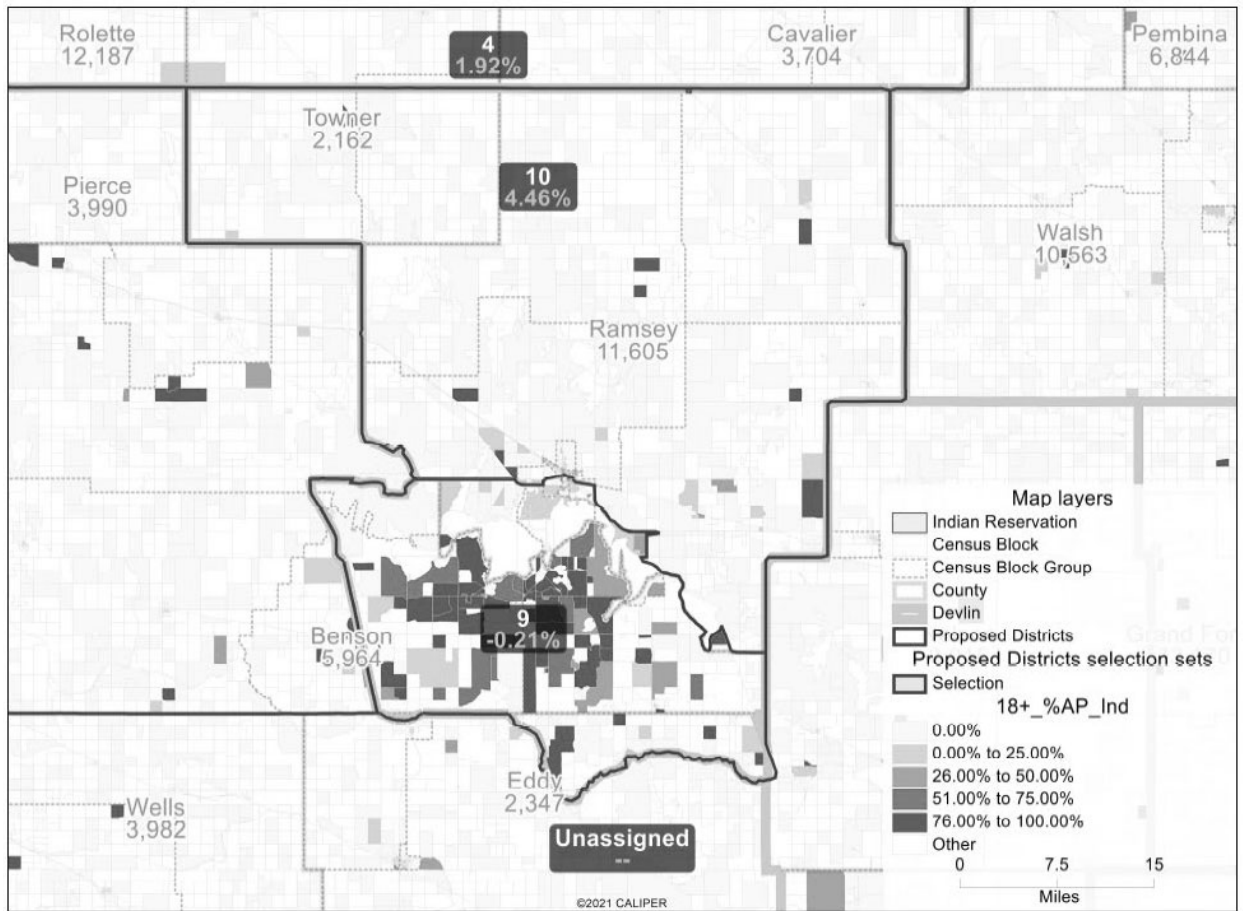 Rolette
12,187
4
1.92%
Cavalier
3,704
Pembina
6,844
Towner
2,162
10
4.46%
Pierce
3,990
Walsh
10,563
Ramsey
11,605
9
-0.21%
Benson
5,964
Eddy
2,347
Wells
3,982
Unassigned
--
Grand For
Map layers
Indian Reservation
Census Block
Census Block Group
County
Devlin
Proposed Districts
Proposed Districts selection sets
Selection
18+_%AP_Ind
0.00%
0.00% to 25.00%
26.00% to 50.00%
51.00% to 75.00%
76.00% to 100.00%
Other
0 7.5 15
Miles
©2021 CALIPER